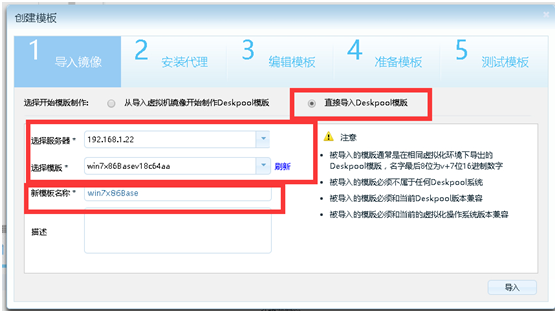 创建模板
1 导入镜像
2 安装代理
3 编辑模板
4 准备模板
5 测试模板
选择开始模版制作:
从导入虚拟机镜像开始制作Deskpool模版
直接导入Deskpool模版
选择服务器 *
192.168.1.22
选择模版 *
win7x86Basev18c64aa
刷新
新模板名称 *
win7x86Base
描述
注意
• 被导入的模版通常是在相同虚拟化环境下导出的
Deskpool模版，名字最后8位为v+7位16进制数字
• 被导入的模版必须不属于任何Deskpool系统
• 被导入的模版必须和当前Deskpool版本兼容
• 被导入的模版必须和当前的虚拟化操作系统版本兼容
导入